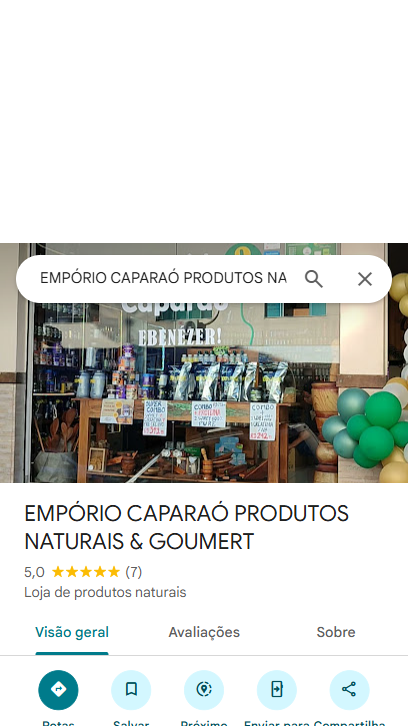 EMPÓRIO CAPARAÓ PRODUTOS NA
Caparaó
EBENÉZER!
COMBO
COMBO
COMBO
EMPÓRIO CAPARAÓ PRODUTOS
NATURAIS & GOUMERT
5,0 (7)
Loja de produtos naturais
Visão geral
Avaliações
Sobre
Rotas
Salvar
Próximo
Enviar para
Compartilha